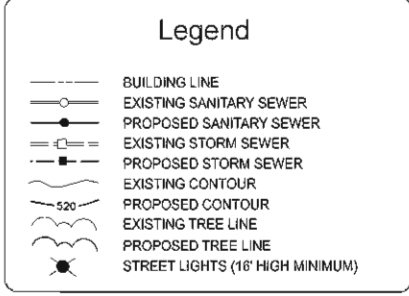 Legend
BUILDING LINE
EXISTING SANITARY SEWER
PROPOSED SANITARY SEWER
EXISTING STORM SEWER
PROPOSED STORM SEWER
EXISTING CONTOUR
520 PROPOSED CONTOUR
EXISTING TREE LINE
PROPOSED TREE LINE
STREET LIGHTS (16' HIGH MINIMUM)